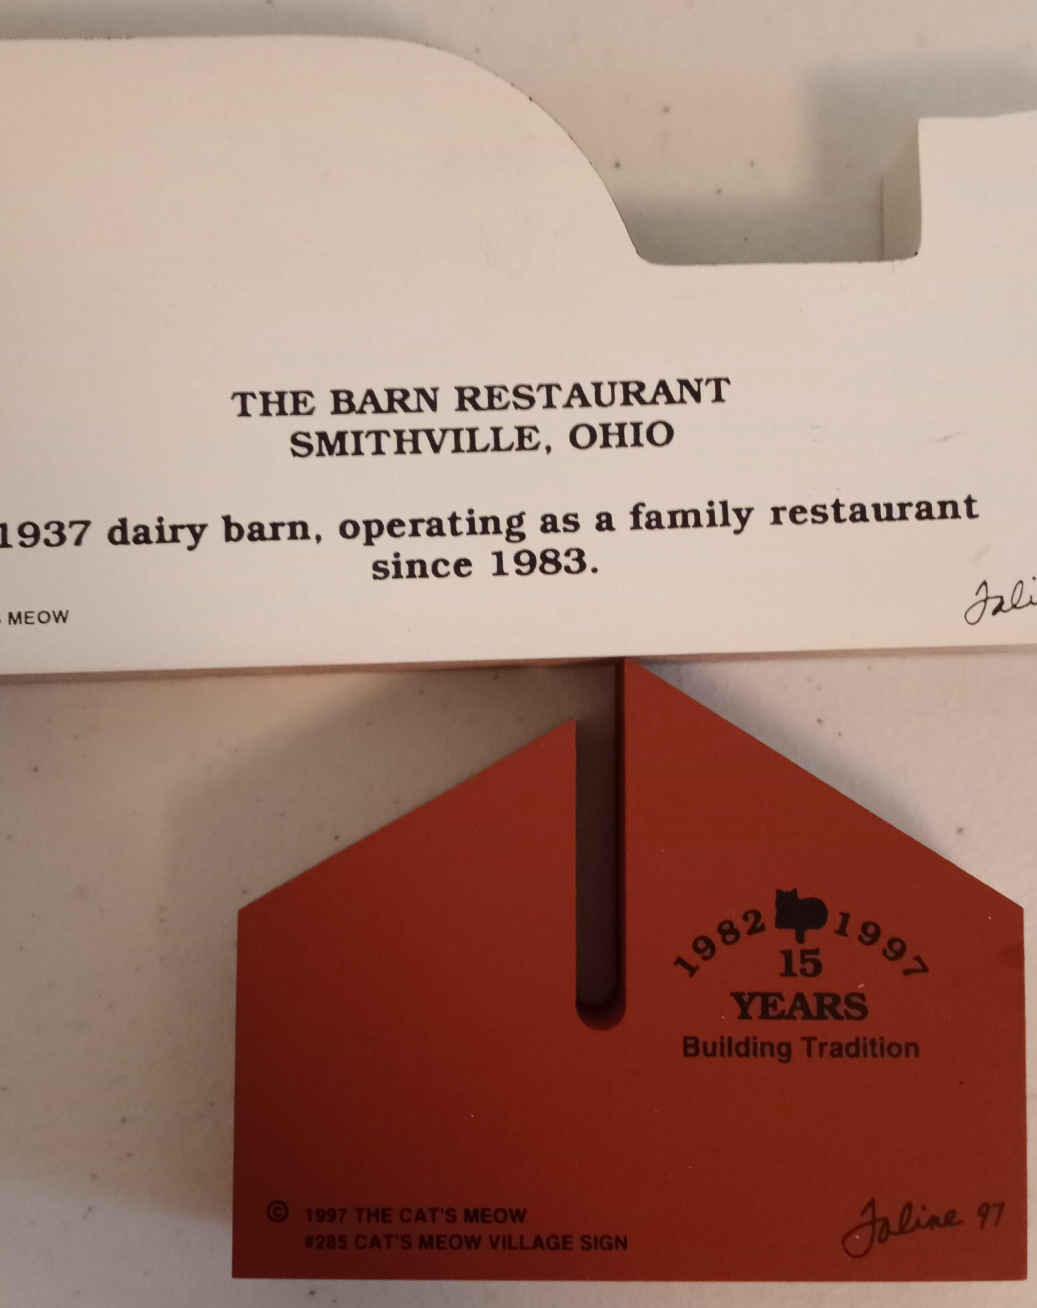 THE BARN RESTAURANT
SMITHVILLE, OHIO
1937 dairy barn, operating as a family restaurant
since 1983.
MEOW
1982 1997
15
YEARS
Building Tradition
© 1997 THE CAT'S MEOW
#285 CAT'S MEOW VILLAGE SIGN
Faline 97